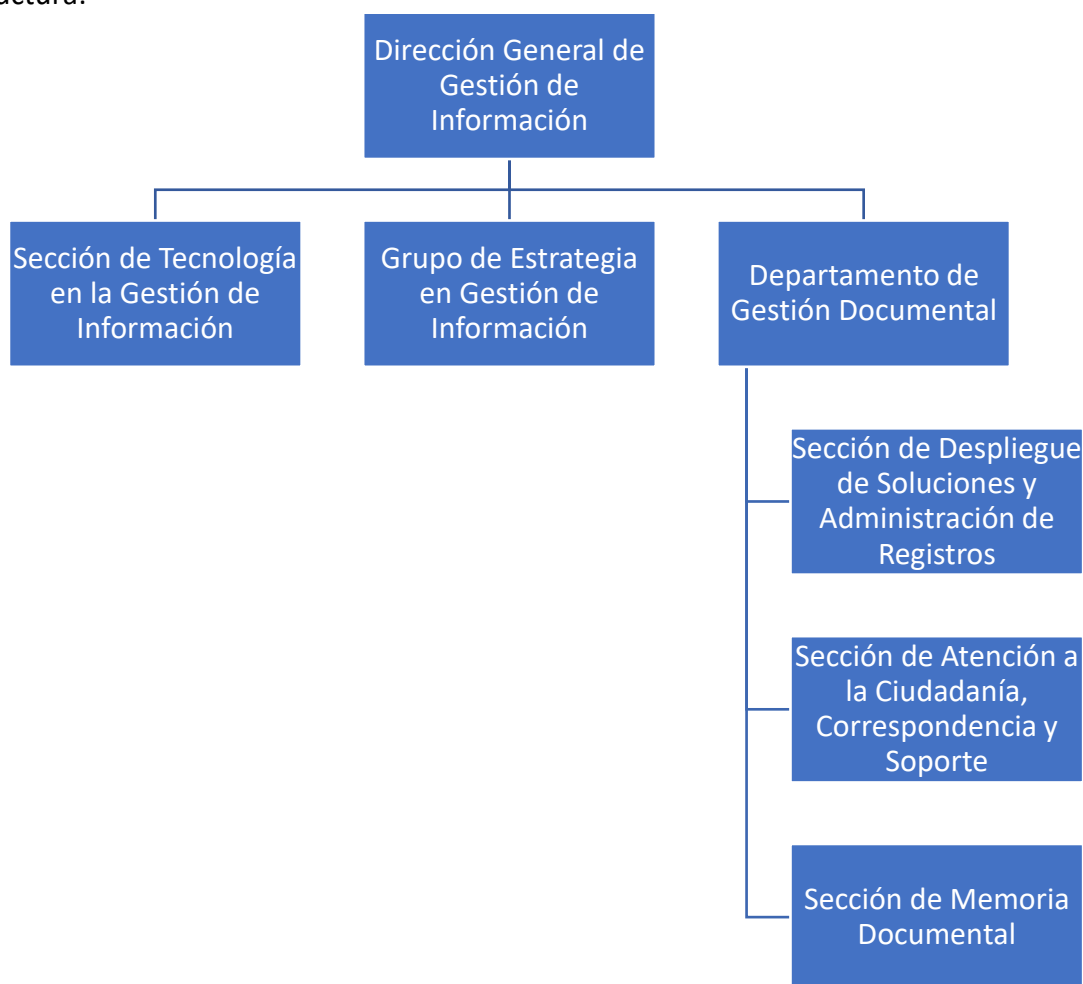 Dirección General de
Gestión de
Información
Sección de Tecnología
en la Gestión de
Información
Grupo de Estrategia
en Gestión de
Información
Departamento de
Gestión Documental
Sección de Despliegue
de Soluciones y
Administración de
Registros
Sección de Atención a
la Ciudadanía,
Correspondencia y
Soporte
Sección de Memoria
Documental